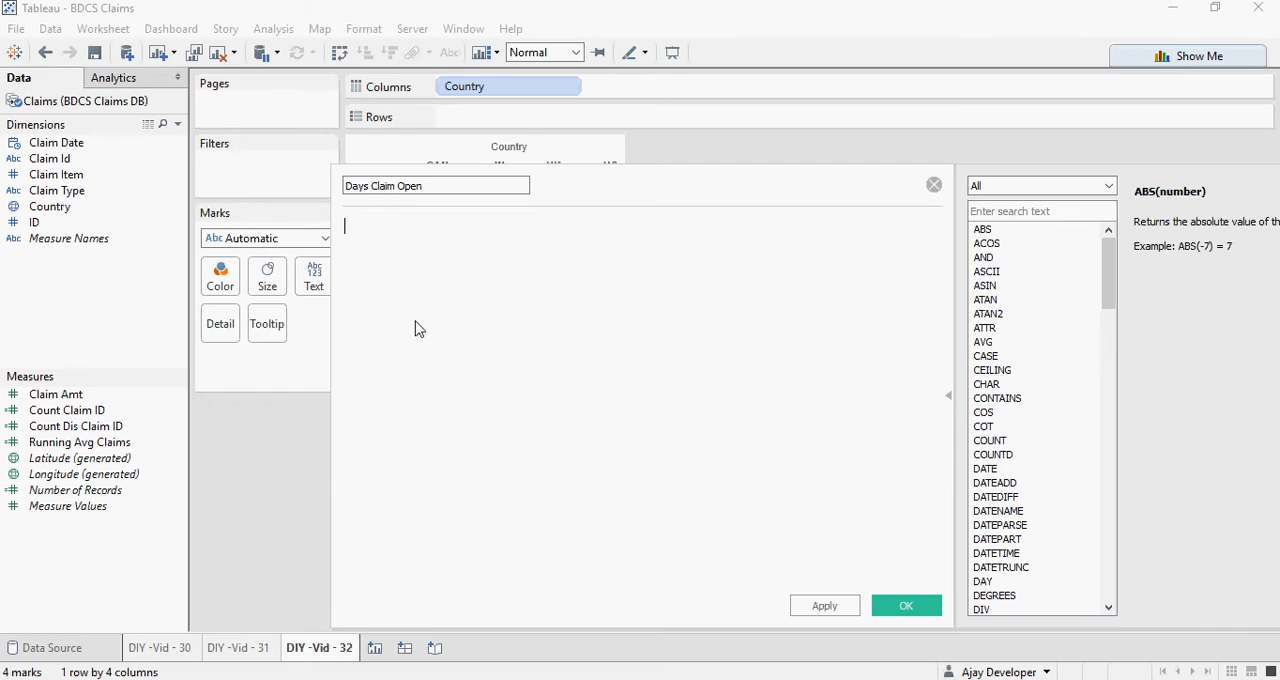 Tableau - BDCS Claims
File Data Worksheet Dashboard Story Analysis Map Format Server Window Help
Abc Normal Show Me
Data Analytics
Claims (BDCS Claims DB)
Dimensions
Claim Date
Abc Claim Id
Claim Item
Abc Claim Type
Country
ID
Abc Measure Names
Measures
Claim Amt
Count Claim ID
Count Dis Claim ID
Running Avg Claims
Latitude (generated)
Longitude (generated)
Number of Records
Measure Values
Pages
Filters
Marks
Abc Automatic
Color Size Abc 123 Text
Detail Tooltip
Columns Country
Rows
Country
Days Claim Open
Apply OK
All
Enter search text
ABS
ACOS
AND
ASCII
ASIN
ATAN
ATAN2
ATTR
AVG
CASE
CEILING
CHAR
CONTAINS
COS
COT
COUNT
COUNTD
DATE
DATEADD
DATEDIFF
DATENAME
DATEPARSE
DATEPART
DATETIME
DATETRUNC
DAY
DEGREES
DIV
ABS(number)
Returns the absolute value of th
Example: ABS(-7) = 7
Data Source DIY -Vid - 30 DIY -Vid - 31 DIY -Vid - 32
4 marks 1 row by 4 columns Ajay Developer